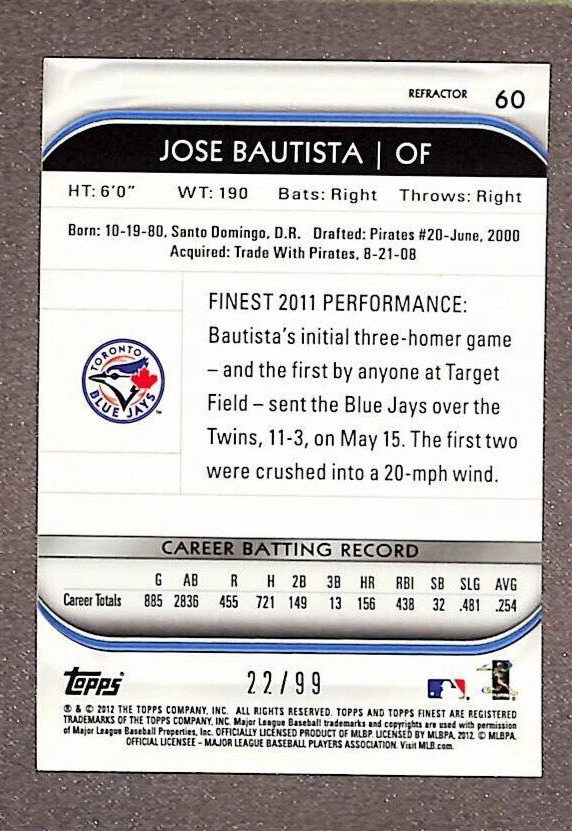 REFRACTOR 60
JOSE BAUTISTA | OF
HT: 6'0" WT: 190 Bats: Right Throws: Right
Born: 10-19-80, Santo Domingo, D.R. Drafted: Pirates #20-June, 2000
Acquired: Trade With Pirates, 8-21-08
FINEST 2011 PERFORMANCE:
Bautista's initial three-homer game
– and the first by anyone at Target
Field – sent the Blue Jays over the
Twins, 11-3, on May 15. The first two
were crushed into a 20-mph wind.
TORONTO
BLUE JAYS
TM
CAREER BATTING RECORD
G AB R H 2B 3B HR RBI SB SLG AVG
Career Totals 885 2836 455 721 149 13 156 438 32 .481 .254
Topps 22/99
® & © 2012 THE TOPPS COMPANY, INC. ALL RIGHTS RESERVED. TOPPS AND TOPPS FINEST ARE REGISTERED
TRADEMARKS OF THE TOPPS COMPANY, INC. Major League Baseball trademarks and copyrights are used with permission
of Major League Baseball Properties, Inc. OFFICIALLY LICENSED PRODUCT OF MLBP. LICENSED BY MLBPA, 2012. © MLBPA.
OFFICIAL LICENSEE – MAJOR LEAGUE BASEBALL PLAYERS ASSOCIATION. Visit MLB.com